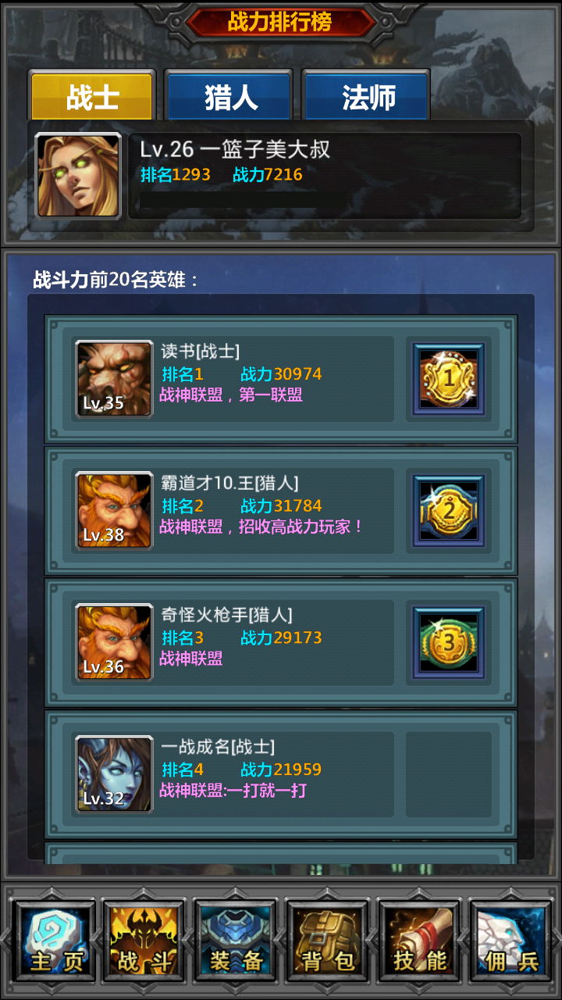 战力排行榜
战士 猎人 法师
Lv.26 一篮子美大叔
排名1293 战力7216
战斗力前20名英雄：
读书[战士]
排名1 战力30974
战神联盟，第一联盟
Lv.35
1
霸道才10.王[猎人]
排名2 战力31784
战神联盟，招收高战力玩家！
Lv.38
2
奇怪火枪手[猎人]
排名3 战力29173
战神联盟
Lv.36
3
一战成名[战士]
排名4 战力21959
战神联盟:一打就一打
Lv.32
主页 战斗 装备 背包 技能 佣兵